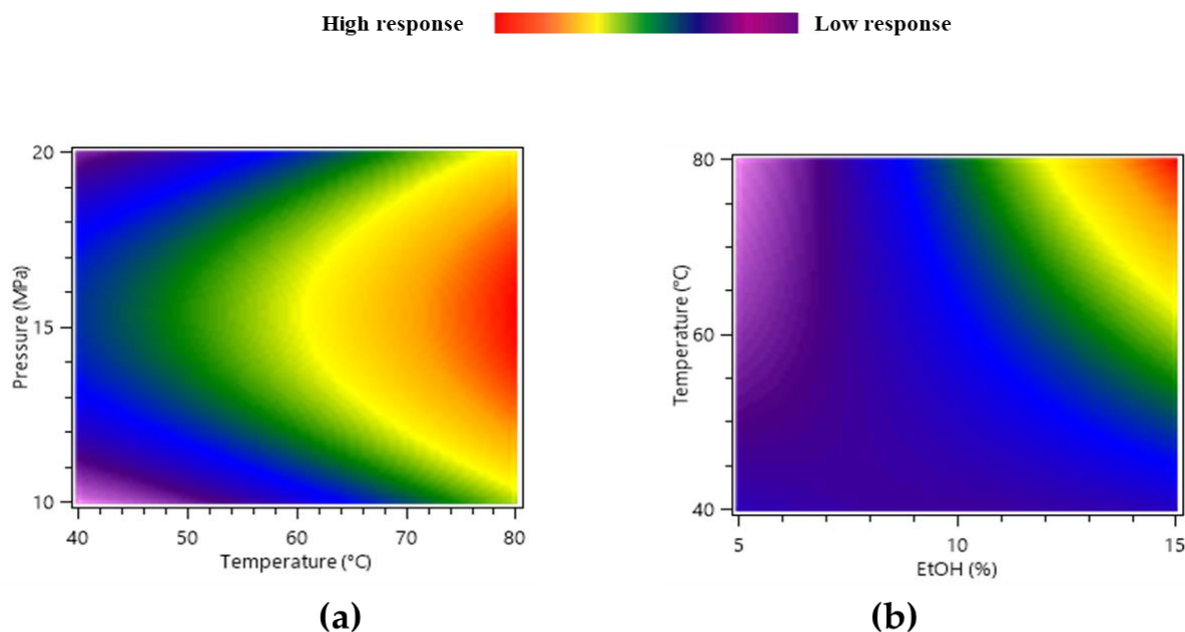 High response Low response
20
15
10
Pressure (MPa)
40 50 60 70 80
Temperature (°C)
(a)
80
60
40
Temperature (°C)
5 10 15
EtOH (%)
(b)